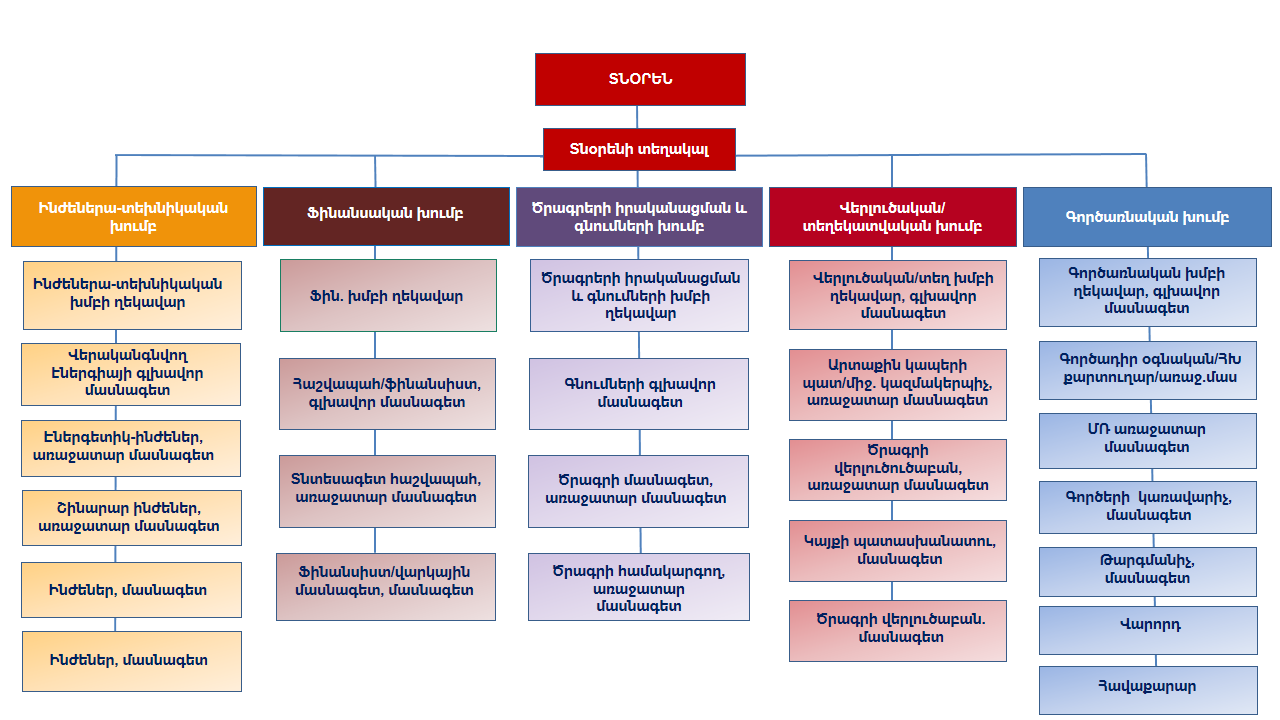 ՏՆՕՐԵՆ
Տնօրենի տեղակալ
Ինժեներա-տեխնիկական
խումբ
Ինժեներա-տեխնիկական
խմբի ղեկավար
Վերականգնվող
էներգիայի գլխավոր
մասնագետ
Էներգետիկ-ինժեներ,
առաջատար մասնագետ
Շինարար ինժեներ,
առաջատար մասնագետ
Ինժեներ, մասնագետ
Ինժեներ, մասնագետ
Ֆինանսական խումբ
Ֆին. խմբի ղեկավար
Հաշվապահ/ֆինանսիստ,
գլխավոր մասնագետ
Տնտեսագետ հաշվապահ,
առաջատար մասնագետ
Ֆինանսիստ/վարկային
մասնագետ, մասնագետ
Ծրագրերի իրականացման և
գնումների խումբ
Ծրագրերի իրականացման
և գնումների խմբի
ղեկավար
Գնումների գլխավոր
մասնագետ
Ծրագրի մասնագետ,
առաջատար մասնագետ
Ծրագրի համակարգող,
առաջատար
մասնագետ
Վերլուծական/
տեղեկատվական խումբ
Վերլուծական/տեղ խմբի
ղեկավար, գլխավոր
մասնագետ
Արտաքին կապերի
պատ/միջ. կազմակերպիչ,
առաջատար մասնագետ
Ծրագրի
վերլուծուծաբան,
առաջատար մասնագետ
Կայքի պատասխանատու,
մասնագետ
Ծրագրի վերլուծաբան.
մասնագետ
Գործառնական խումբ
Գործառնական խմբի
ղեկավար, գլխավոր
մասնագետ
Գործադիր օգնական/ՀԽ
քարտուղար/առաջ.մաս
ՄՌ առաջատար
մասնագետ
Գործերի կառավարիչ,
մասնագետ
Թարգմանիչ,
մասնագետ
Վարորդ
Հավաքարար